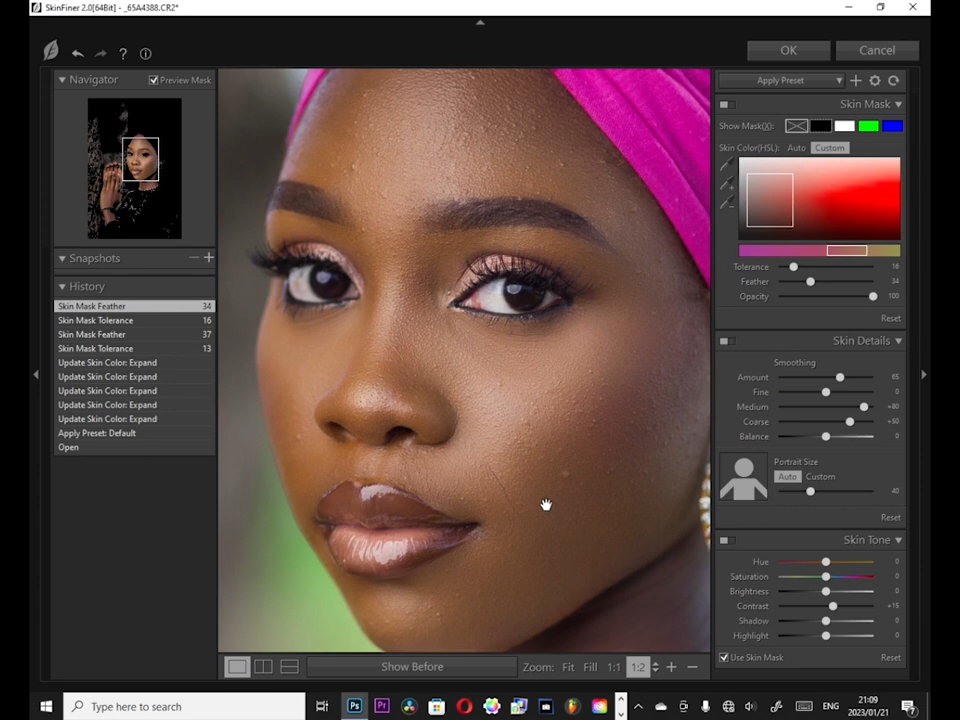 SkinFiner 2.0[64Bit] - _65A4388.CR2*
OK
Cancel
Navigator
Preview Mask
Snapshots
History
Skin Mask Feather 34
Skin Mask Tolerance 16
Skin Mask Feather 37
Skin Mask Tolerance 13
Update Skin Color: Expand
Update Skin Color: Expand
Update Skin Color: Expand
Update Skin Color: Expand
Update Skin Color: Expand
Apply Preset: Default
Open
Apply Preset
Skin Mask
Show Mask(X):
Skin Color(HSL): Auto Custom
Tolerance 16
Feather 34
Opacity 100
Reset
Skin Details
Smoothing
Amount 65
Fine 0
Medium +80
Coarse +50
Balance 0
Portrait Size
Auto Custom
40
Reset
Skin Tone
Hue 0
Saturation 0
Brightness 0
Contrast +15
Shadow 0
Highlight 0
Use Skin Mask Reset
Show Before
Zoom: Fit Fill 1:1 1:2
Type here to search
Ps
Pr
ENG
21:09
2023/01/21
7